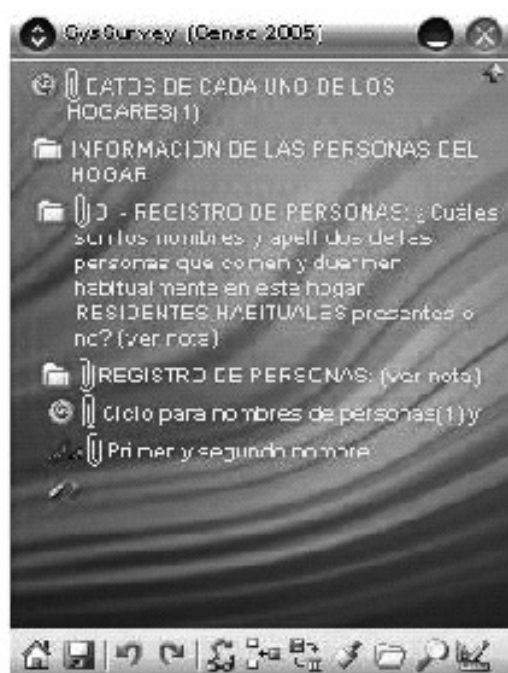 SysSurvey (Censo 2005)
DATOS DE CADA UNO DE LOS
HOGARES(1)
INFORMACION DE LAS PERSONAS DEL
HOGAR
- REGISTRO DE PERSONAS: ¿Cuáles
son los nombres y apellidos de las
personas que comen y duermen
habitualmente en este hogar
RESIDENTES HABITUALES presentes o
no? (ver nota)
REGISTRO DE PERSONAS: (ver nota)
Ciclo para nombres de personas(1) y
Primer y segundo nombre